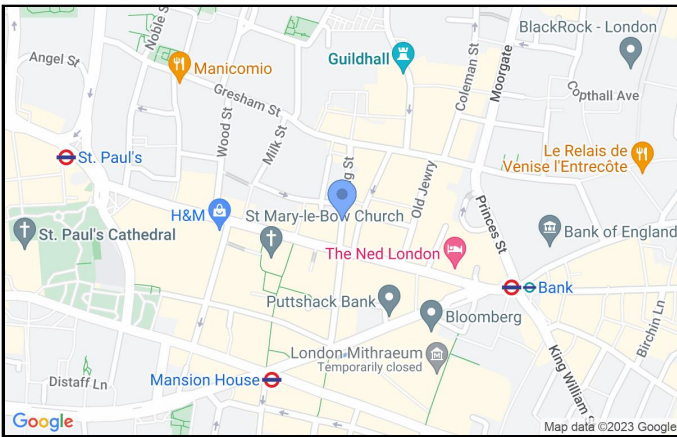 BlackRock - London
Noble St
Angel St
Manicomio
Guildhall
Coleman St
Moorgate
Copthall Ave
Gresham St
Wood St
Milk St
St. Paul's
Le Relais de
Venise l'Entrecôte
g St
Old Jewry
Princes St
H&M
St Mary-le-Bow Church
St. Paul's Cathedral
Bank of England
The Ned London
Bank
Puttshack Bank
Bloomberg
Birchin Ln
London Mithraeum
Temporarily closed
King William S
Distaff Ln
Mansion House
Google
Map data ©2023 Google